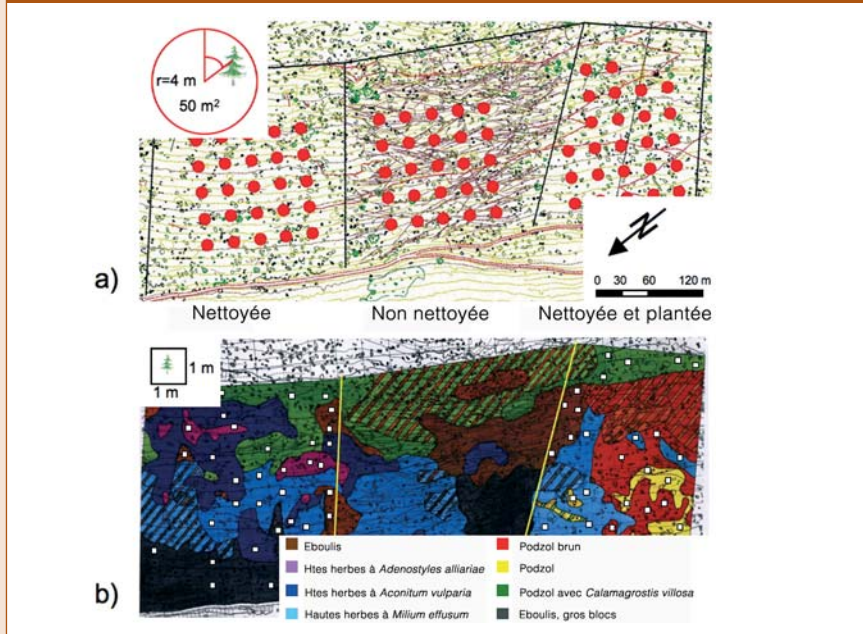 r=4 m
50 m²
N
a)
0 30 60 120 m
Nettoyée Non nettoyée Nettoyée et plantée
1 m
1 m
b)
Eboulis
Htes herbes à Adenostyles alliariae
Htes herbes à Aconitum vulparia
Hautes herbes à Milium effusum
Podzol brun
Podzol
Podzol avec Calamagrostis villosa
Eboulis, gros blocs